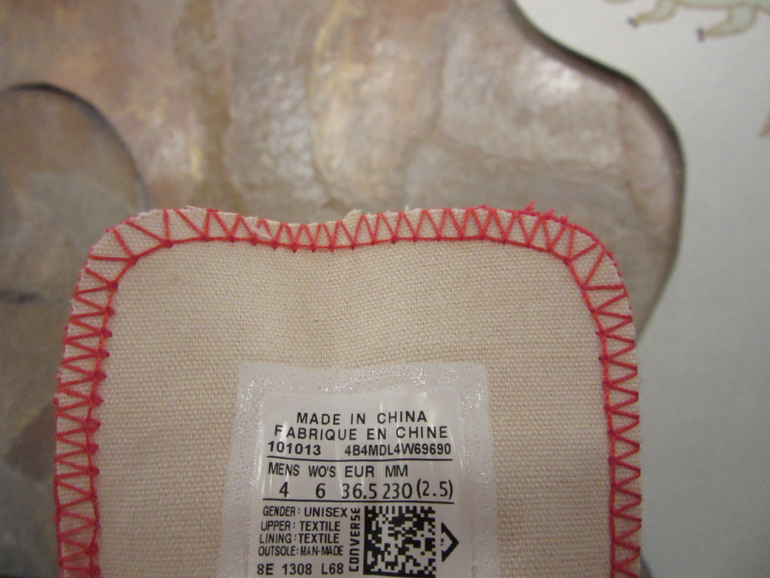 MADE IN CHINA
FABRIQUE EN CHINE
101013 4B4MDL4W69690
MENS WO'S EUR MM
4 6 36.5 230 (2.5)
GENDER: UNISEX
UPPER: TEXTILE
LINING: TEXTILE
OUTSOLE: MAN-MADE
CONVERSE
8E 1308 L68